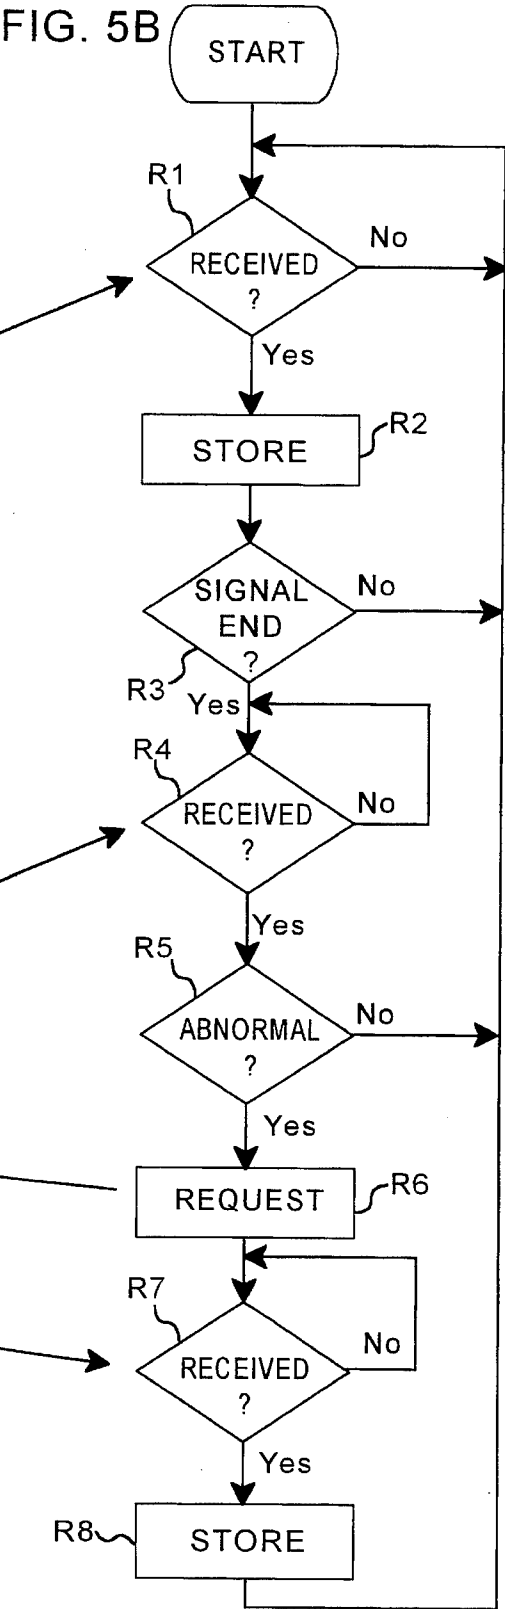 FIG. 5B
START
R1
RECEIVED
?
No
Yes
STORE
R2
SIGNAL
END
?
No
R3
Yes
R4
RECEIVED
?
No
Yes
R5
ABNORMAL
?
No
Yes
REQUEST
R6
R7
RECEIVED
?
No
Yes
R8
STORE